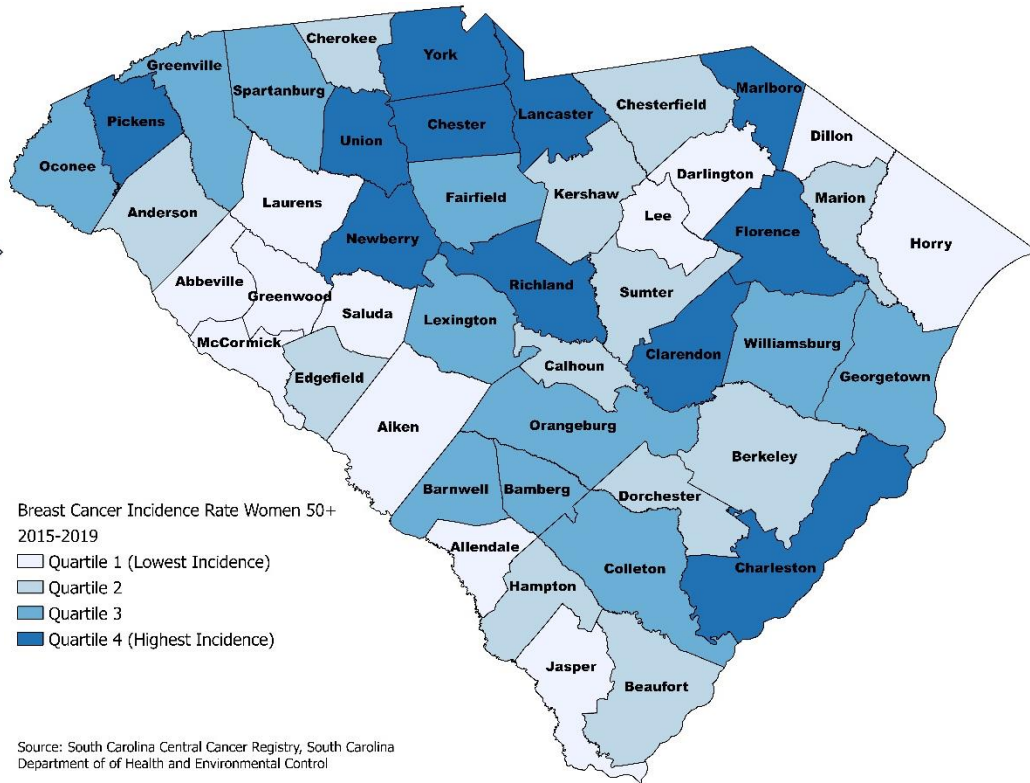 Cherokee
York
Greenville
Spartanburg
Pickens
Union
Chester
Lancaster
Chesterfield
Marlboro
Dillon
Oconee
Anderson
Laurens
Fairfield
Kershaw
Darlington
Lee
Marion
Florence
Horry
Newberry
Abbeville
Greenwood
Saluda
Richland
Sumter
Lexington
McCormick
Edgefield
Calhoun
Clarendon
Williamsburg
Georgetown
Aiken
Orangeburg
Berkeley
Barnwell
Bamberg
Dorchester
Allendale
Hampton
Colleton
Charleston
Jasper
Beaufort
Breast Cancer Incidence Rate Women 50+
2015-2019
Quartile 1 (Lowest Incidence)
Quartile 2
Quartile 3
Quartile 4 (Highest Incidence)
Source: South Carolina Central Cancer Registry, South Carolina
Department of of Health and Environmental Control